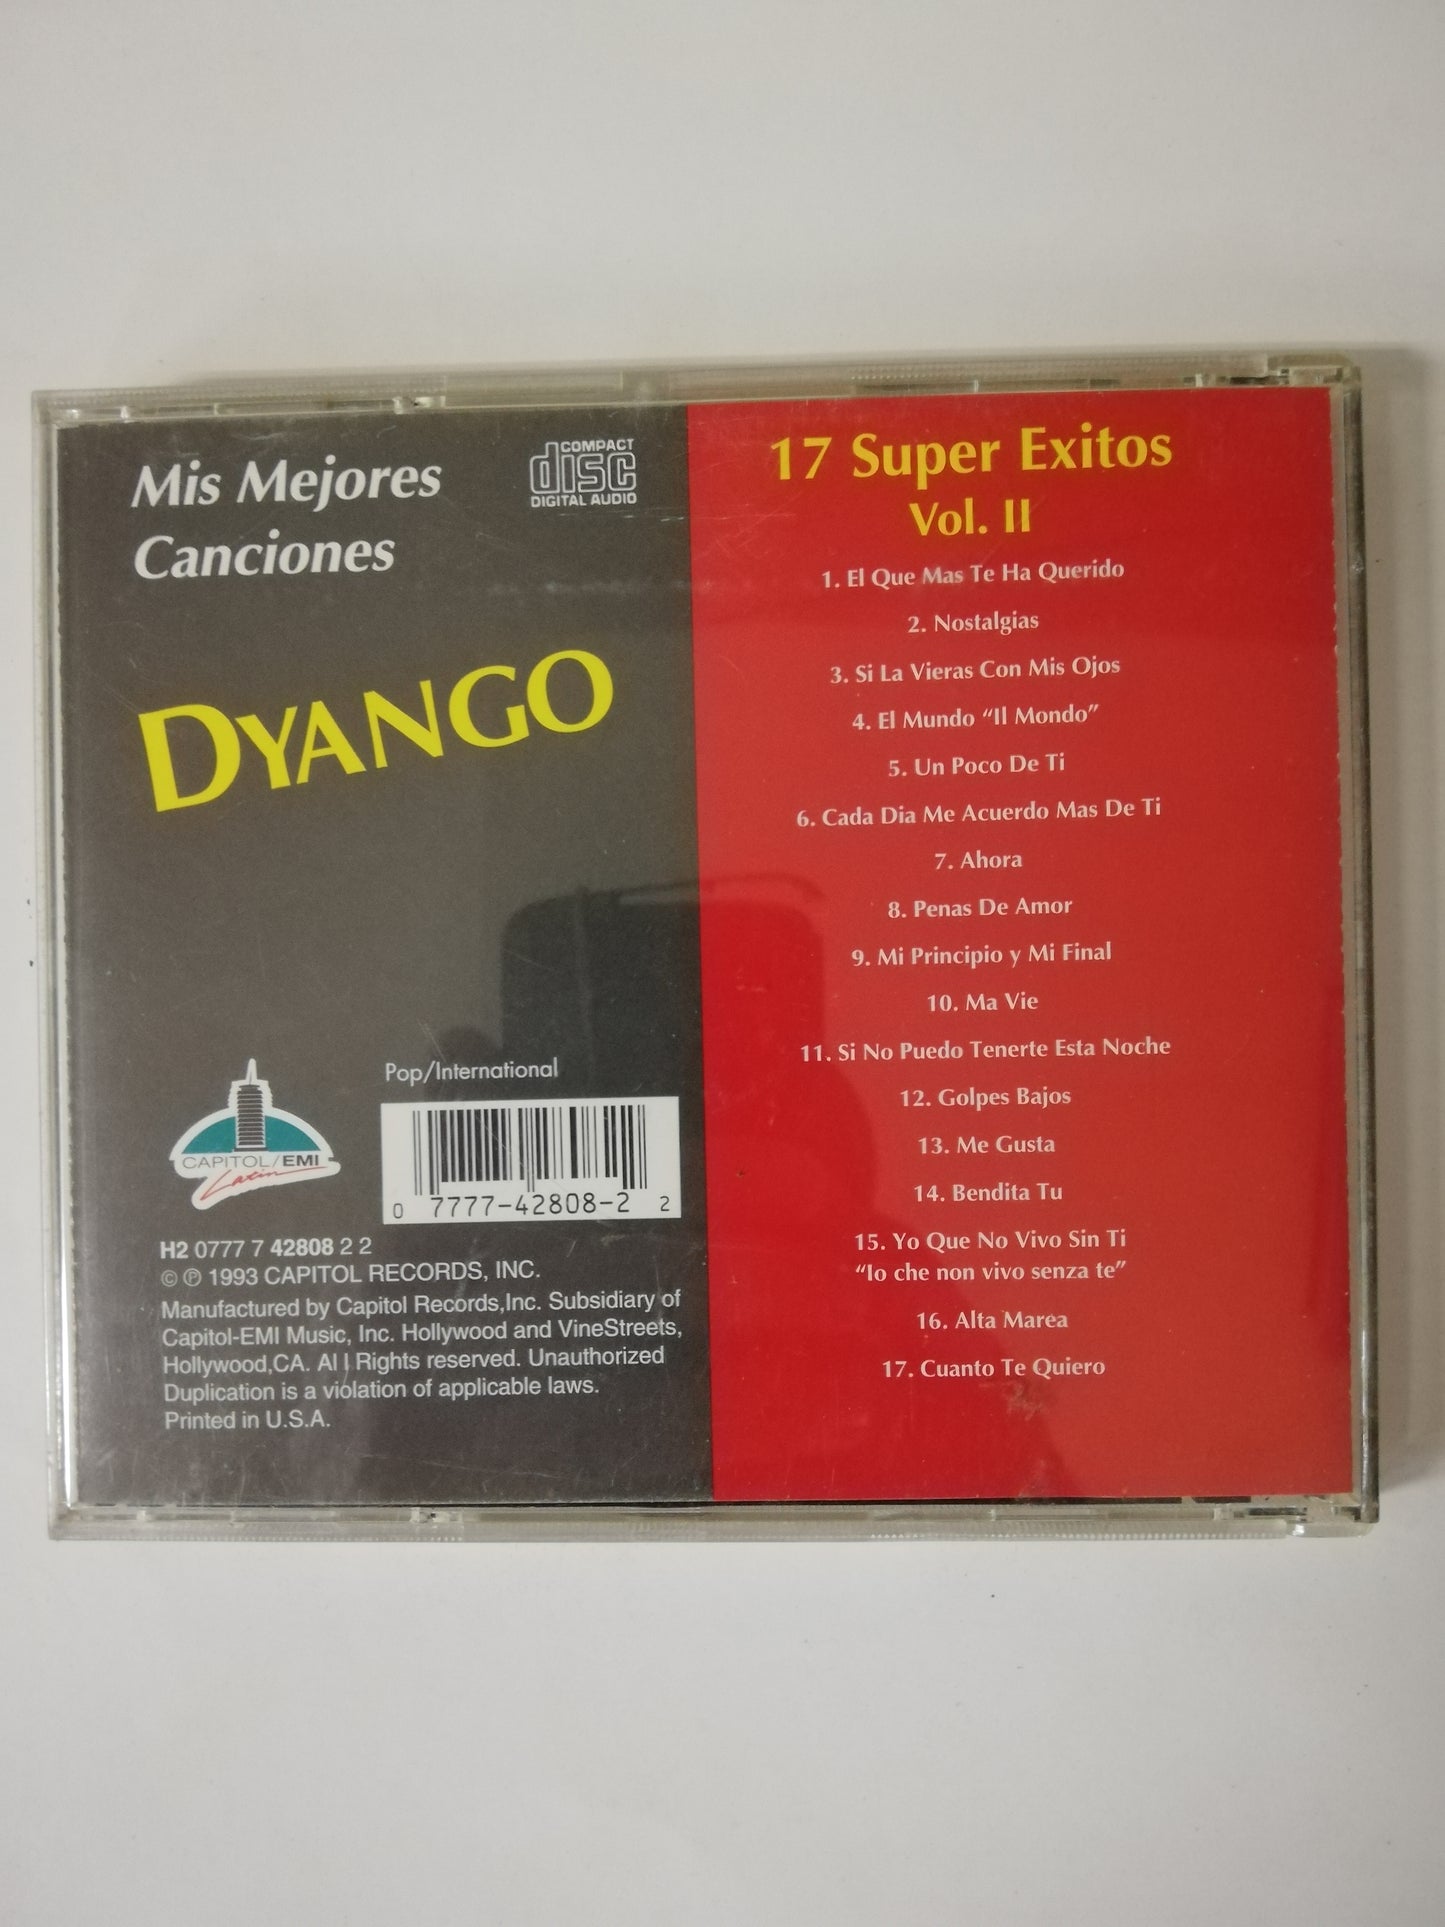 Mis Mejores
Canciones
COMPACT
disc
DIGITAL AUDIO
DYANGO
Pop/International
CAPITOL/EMI
Latin
0 7777-42808-2 2
H2 0777 7 42808 2 2
© ℗ 1993 CAPITOL RECORDS, INC.
Manufactured by Capitol Records,Inc. Subsidiary of
Capitol-EMI Music, Inc. Hollywood and VineStreets,
Hollywood,CA. Al l Rights reserved. Unauthorized
Duplication is a violation of applicable laws.
Printed in U.S.A.
17 Super Exitos
Vol. II
1. El Que Mas Te Ha Querido
2. Nostalgias
3. Si La Vieras Con Mis Ojos
4. El Mundo “Il Mondo”
5. Un Poco De Ti
6. Cada Dia Me Acuerdo Mas De Ti
7. Ahora
8. Penas De Amor
9. Mi Principio y Mi Final
10. Ma Vie
11. Si No Puedo Tenerte Esta Noche
12. Golpes Bajos
13. Me Gusta
14. Bendita Tu
15. Yo Que No Vivo Sin Ti
“Io che non vivo senza te”
16. Alta Marea
17. Cuanto Te Quiero